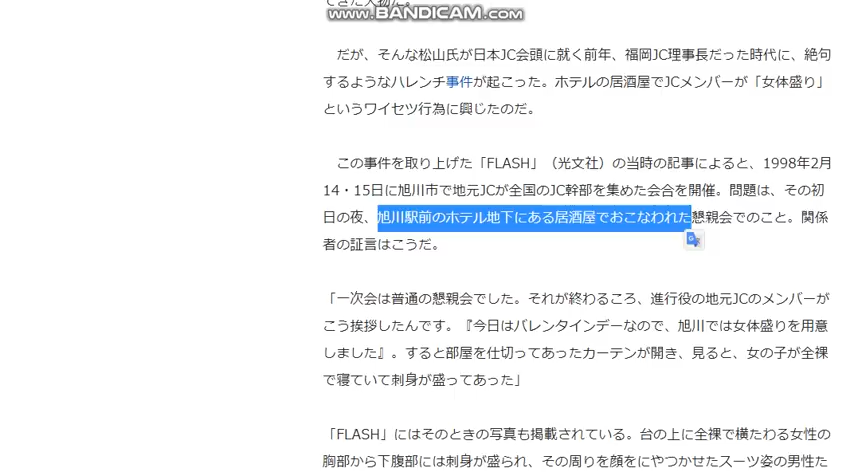 てきた人物だ。
www.BANDICAM.com
だが、そんな松山氏が日本JC会頭に就く前年、福岡JC理事長だった時代に、絶句
するようなハレンチ事件が起こった。ホテルの居酒屋でJCメンバーが「女体盛り」
というワイセツ行為に興じたのだ。
この事件を取り上げた「FLASH」（光文社）の当時の記事によると、1998年2月
14・15日に旭川市で地元JCが全国のJC幹部を集めた会合を開催。問題は、その初
日の夜、旭川駅前のホテル地下にある居酒屋でおこなわれた懇親会でのこと。関係
者の証言はこうだ。
「一次会は普通の懇親会でした。それが終わるころ、進行役の地元JCのメンバーが
こう挨拶したんです。『今日はバレンタインデーなので、旭川では女体盛りを用意
しました』。すると部屋を仕切ってあったカーテンが開き、見ると、女の子が全裸
で寝ていて刺身が盛ってあった」
「FLASH」にはそのときの写真も掲載されている。台の上に全裸で横たわる女性の
胸部から下腹部には刺身が盛られ、その周りを顔をにやつかせたスーツ姿の男性た